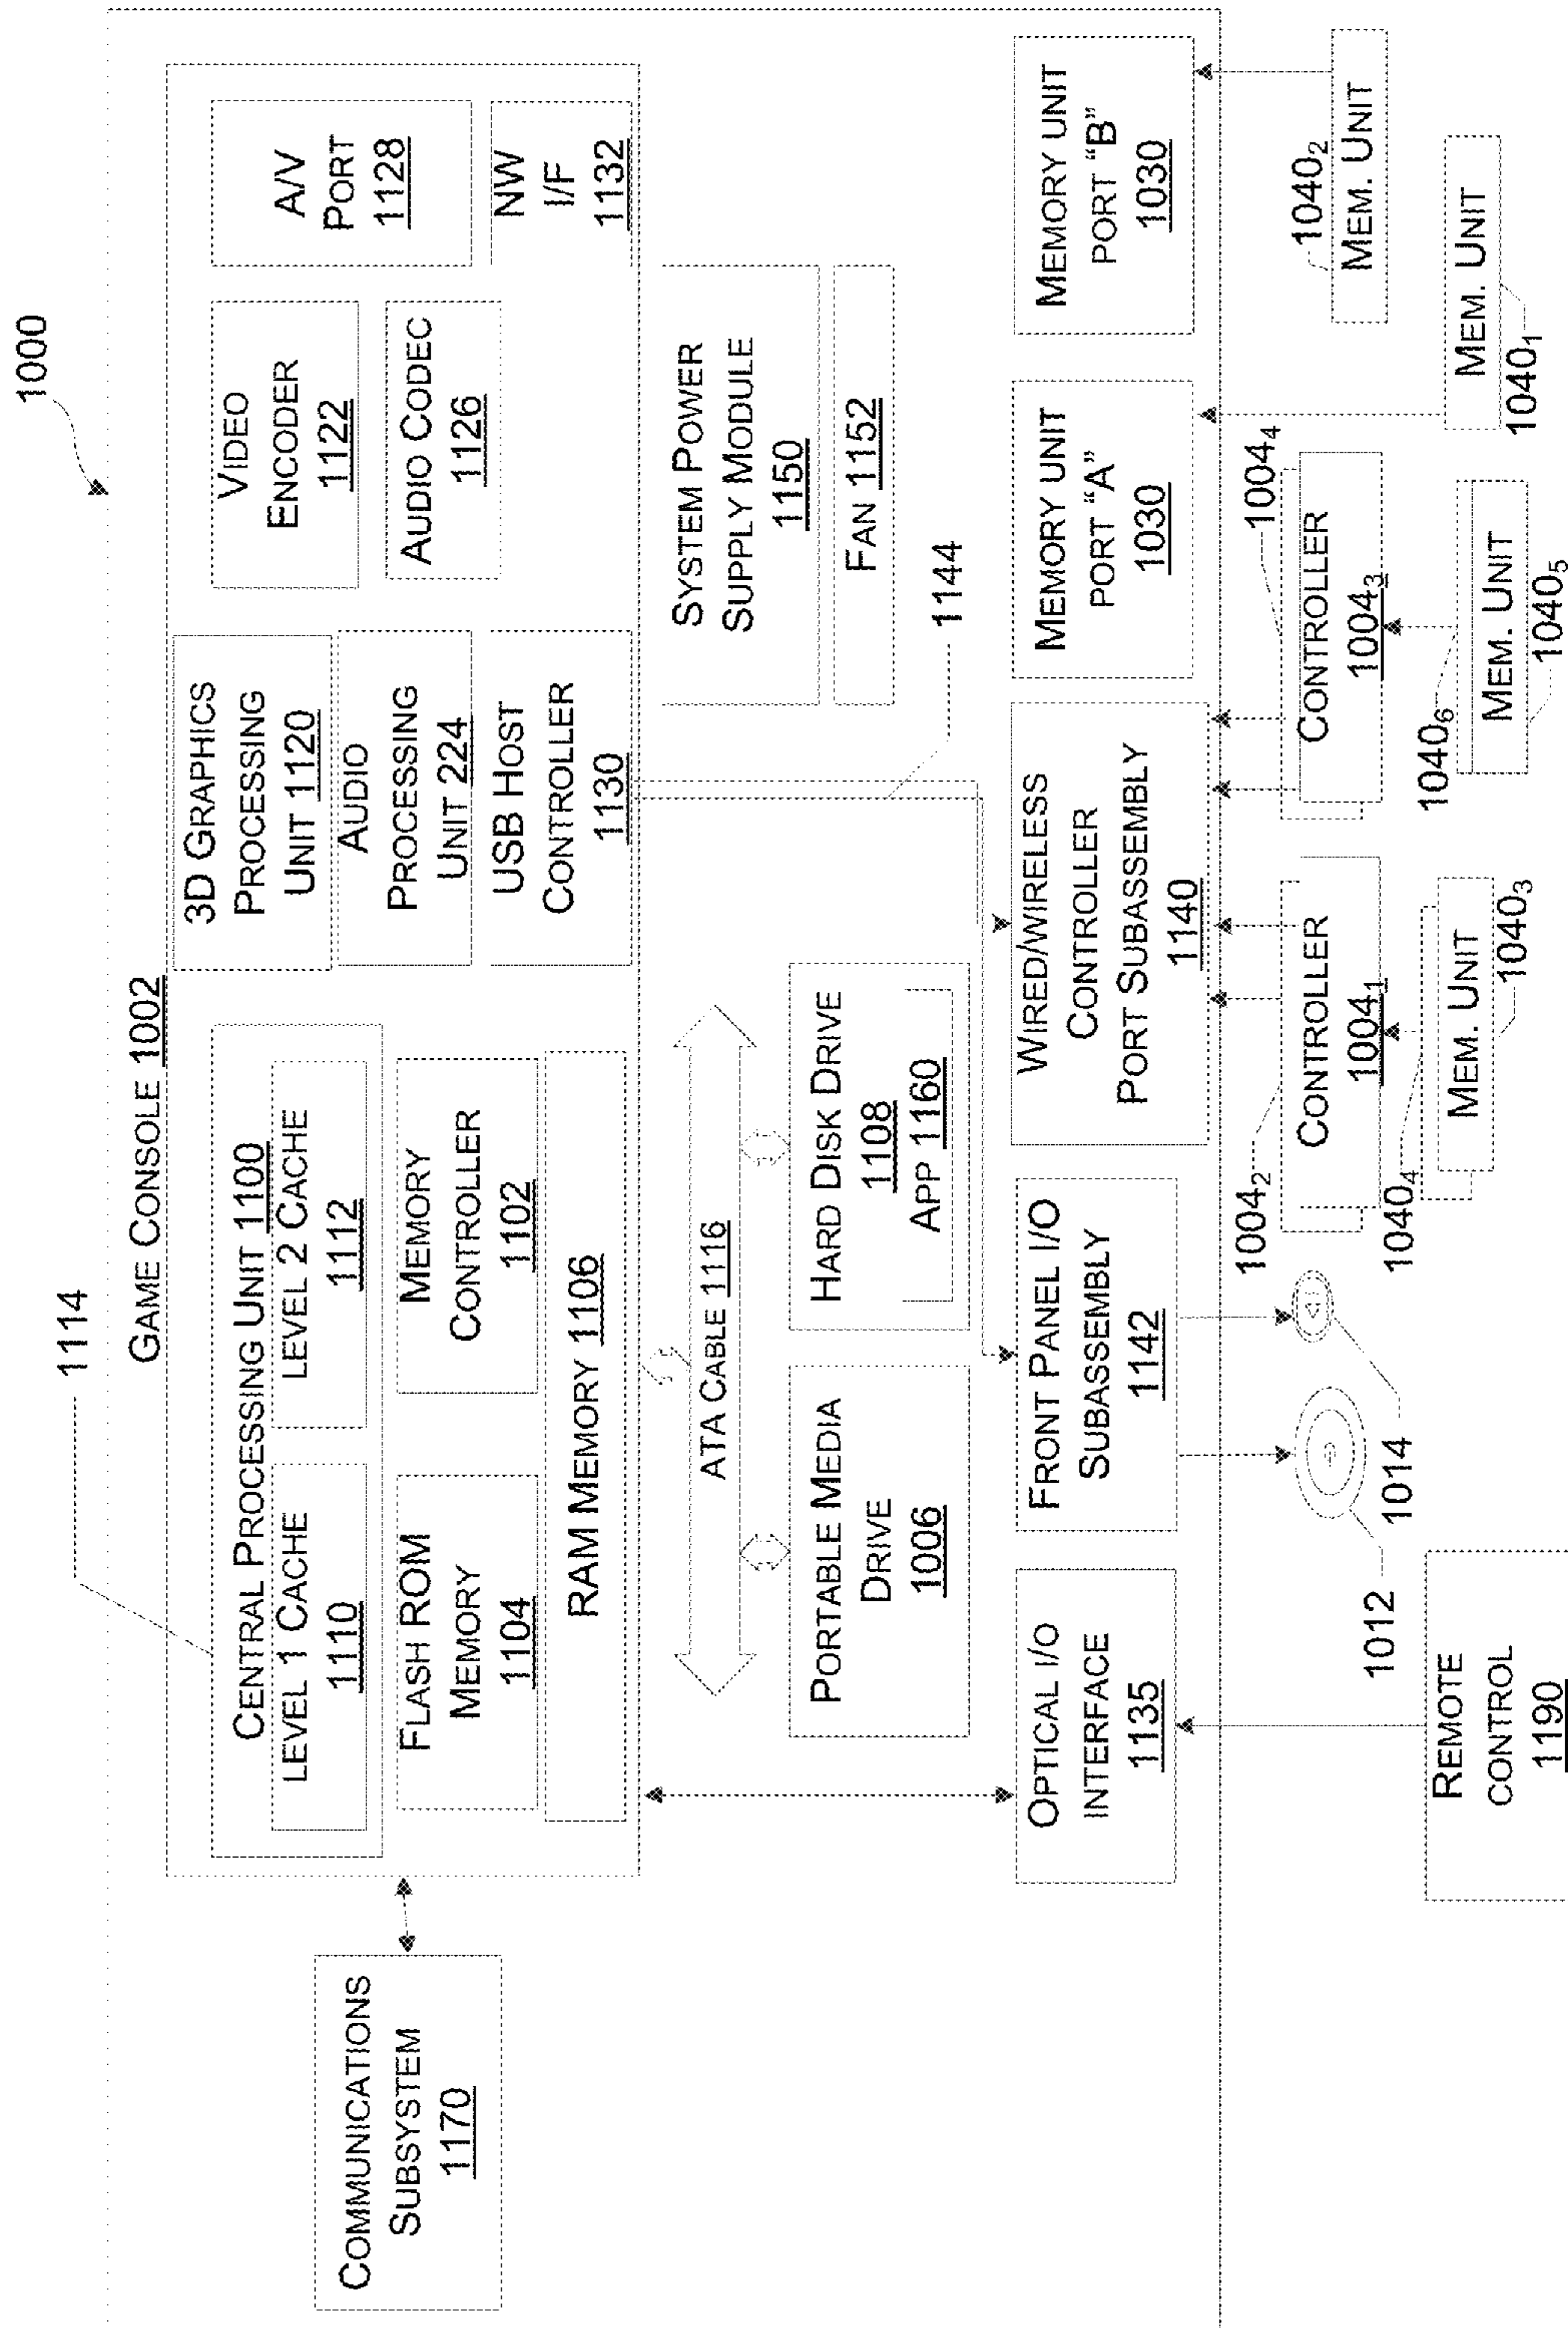 1000
1114
GAME CONSOLE 1002
COMMUNICATIONS
SUBSYSTEM
1170
CENTRAL PROCESSING UNIT 1100
LEVEL 1 CACHE
1110
LEVEL 2 CACHE
1112
FLASH ROM
MEMORY
1104
MEMORY
CONTROLLER
1102
RAM MEMORY 1106
3D GRAPHICS
PROCESSING
UNIT 1120
AUDIO
PROCESSING
UNIT 224
USB HOST
CONTROLLER
1130
VIDEO
ENCODER
1122
AUDIO CODEC
1126
A/V
PORT
1128
NW
I/F
1132
ATA CABLE 1116
PORTABLE MEDIA
DRIVE
1006
HARD DISK DRIVE
1108
APP 1160
SYSTEM POWER
SUPPLY MODULE
1150
FAN 1152
1144
OPTICAL I/O
INTERFACE
1135
FRONT PANEL I/O
SUBASSEMBLY
1142
WIRED/WIRELESS
CONTROLLER
PORT SUBASSEMBLY
1140
MEMORY UNIT
PORT "A"
1030
MEMORY UNIT
PORT "B"
1030
REMOTE
CONTROL
1190
1012
1014
1004₂
CONTROLLER
1004₁
1040₄
MEM. UNIT
1040₃
1004₄
CONTROLLER
1004₃
1040₆
MEM. UNIT
1040₅
1040₂
MEM. UNIT
MEM. UNIT
1040₁